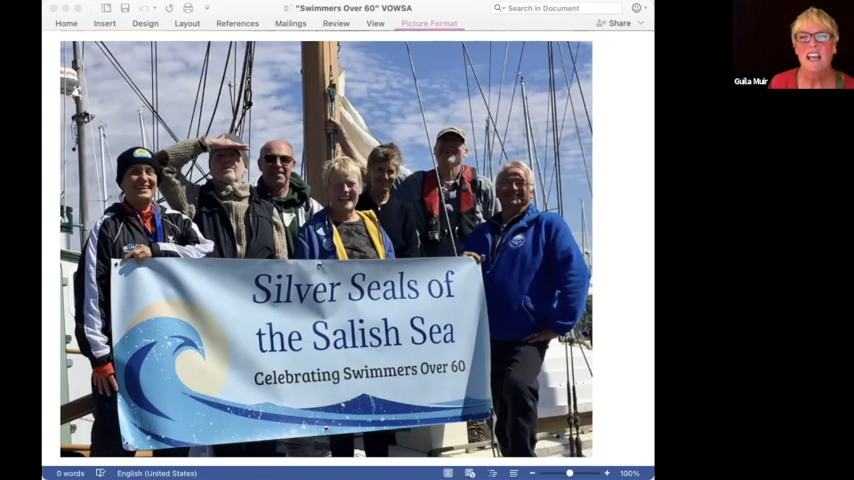 "Swimmers Over 60" VOWSA
Search in Document
Home Insert Design Layout References Mailings Review View Picture Format Share
Guila Muir
Silver Seals of
the Salish Sea
Celebrating Swimmers Over 60
0 words English (United States) 100%